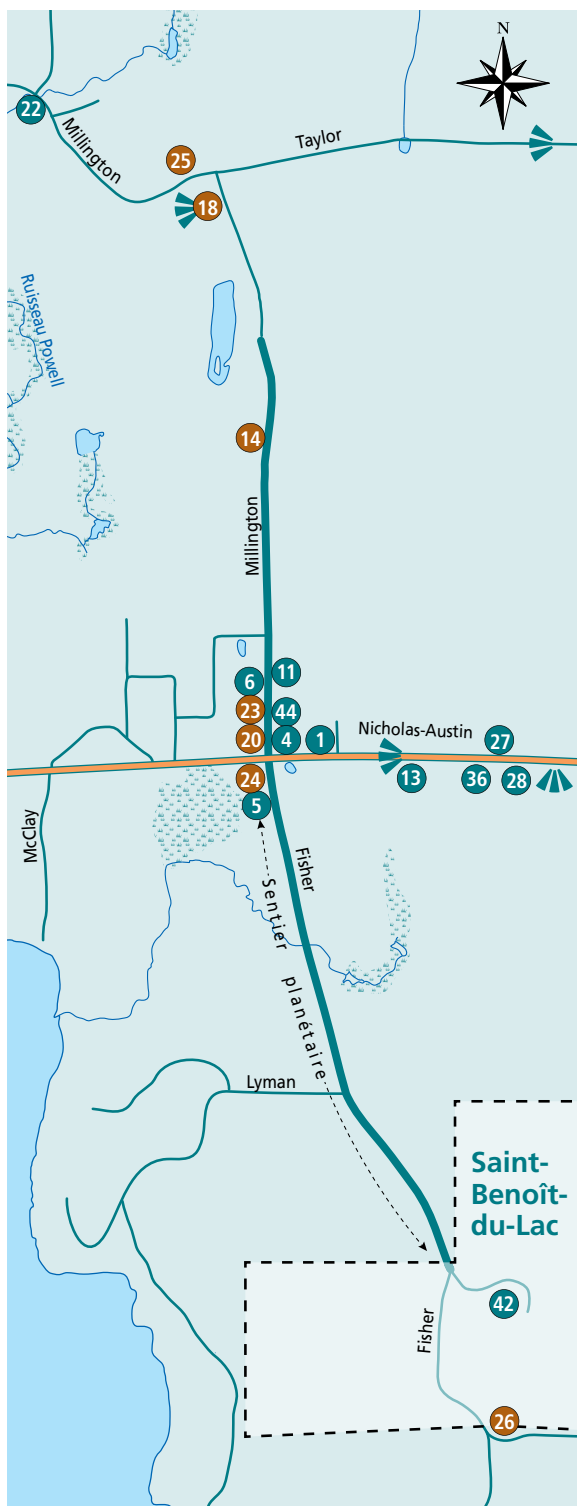 N
22
Millington
25
Taylor
18
Ruisseau Powell
14
Millington
11
6
23
44
20
4
1
Nicholas-Austin
27
24
13
36
28
5
McClay
Fisher
Sentier planétaire
Lyman
Saint-
Benoît-
du-Lac
42
Fisher
26